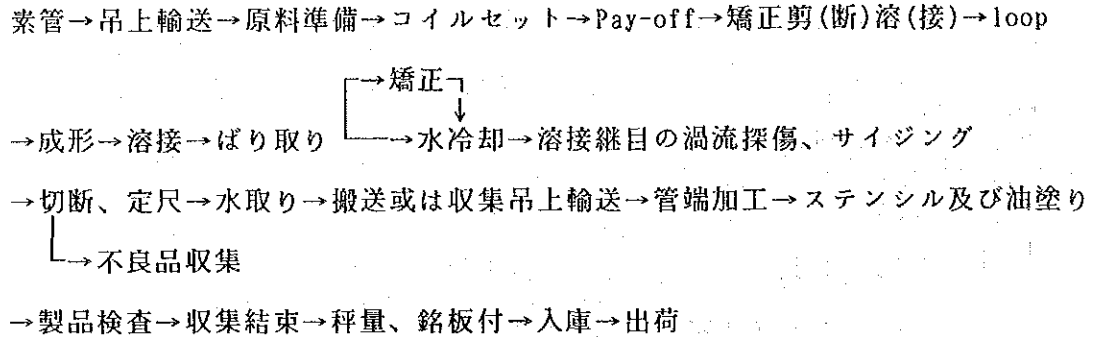 素管→吊上輸送→原料準備→コイルセット→Pay-off→矯正剪(断)溶(接)→loop
→矯正
→成形→溶接→ばり取り→水冷却→溶接継目の渦流探傷、サイジング
→切断、定尺→水取り→搬送或は収集吊上輸送→管端加工→ステンシル及び油塗り
→不良品収集
→製品検査→収集結束→秤量、銘板付→入庫→出荷